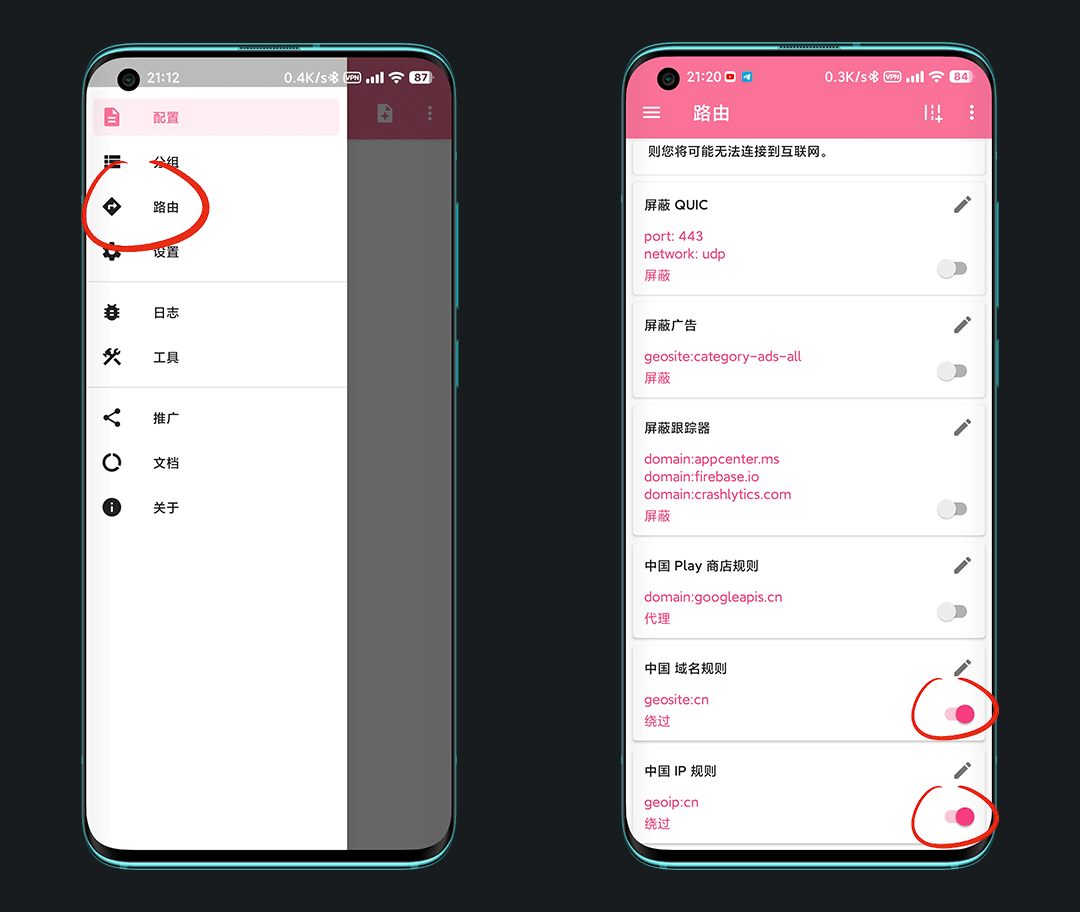 21:12
0.4K/s
VPN
87
配置
分组
路由
设置
日志
工具
推广
文档
关于
21:20
0.3K/s
VPN
84
路由
则您将可能无法连接到互联网。
屏蔽 QUIC
port: 443
network: udp
屏蔽
屏蔽广告
geosite:category-ads-all
屏蔽
屏蔽跟踪器
domain:appcenter.ms
domain:firebase.io
domain:crashlytics.com
屏蔽
中国 Play 商店规则
domain:googleapis.cn
代理
中国 域名规则
geosite:cn
绕过
中国 IP 规则
geoip:cn
绕过